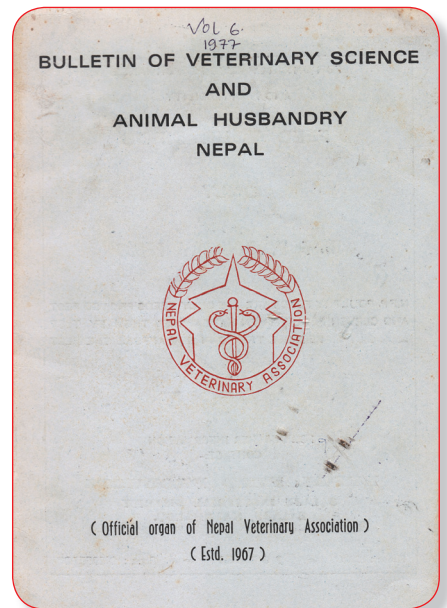 VOL 6.
1977
BULLETIN OF VETERINARY SCIENCE
AND
ANIMAL HUSBANDRY
NEPAL
NEPAL VETERINARY ASSOCIATION
( Official organ of Nepal Veterinary Association )
( Estd. 1967 )